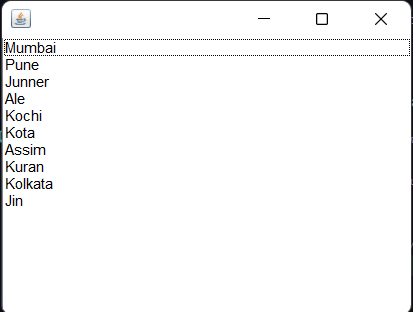 Mumbai
Pune
Junner
Ale
Kochi
Kota
Assim
Kuran
Kolkata
Jin